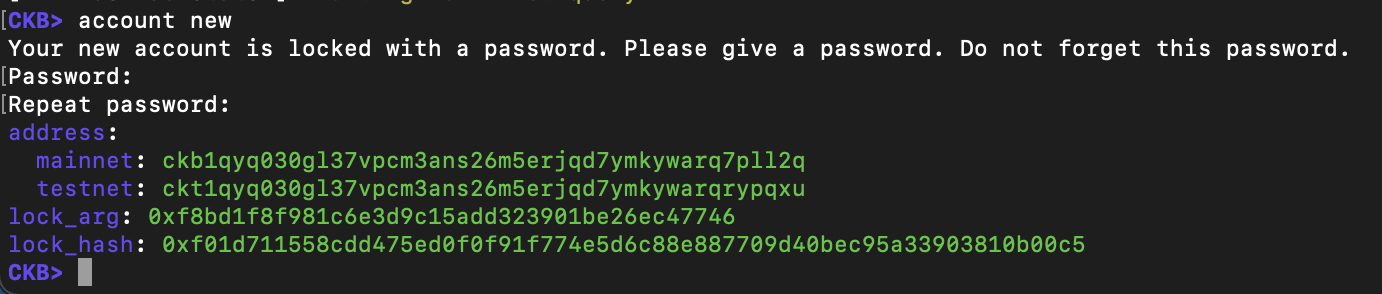 CKB> account new
Your new account is locked with a password. Please give a password. Do not forget this password.
[Password:
[Repeat password:
address:
  mainnet: ckb1qyq030gl37vpcm3ans26m5erjqd7ymkywarq7pll2q
  testnet: ckt1qyq030gl37vpcm3ans26m5erjqd7ymkywarqrypqxu
lock_arg: 0xf8bd1f8f981c6e3d9c15add323901be26ec47746
lock_hash: 0xf01d711558cdd475ed0f0f91f774e5d6c88e887709d40bec95a33903810b00c5
CKB>